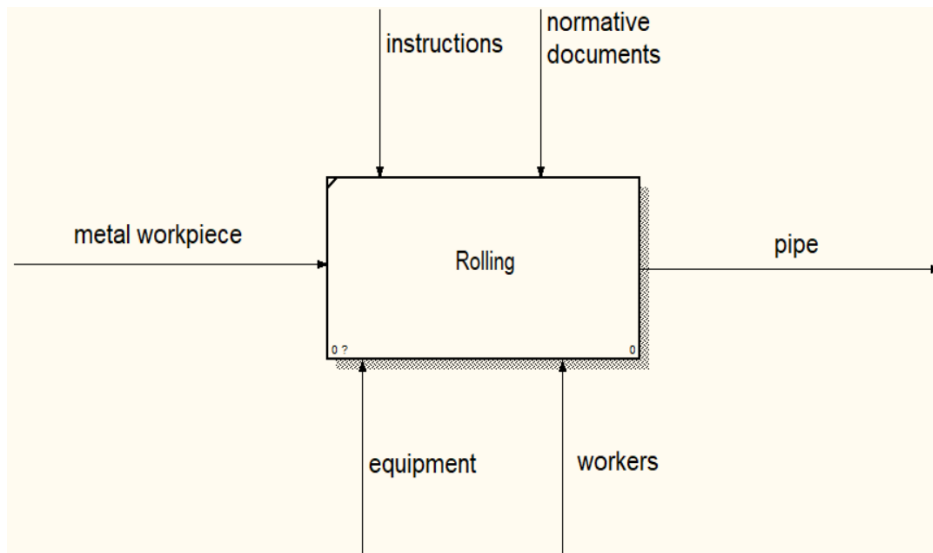 instructions
normative
documents
metal workpiece
Rolling
pipe
0 ?
0
equipment
workers